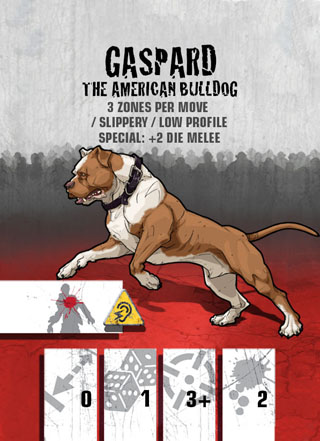 GASPARD
THE AMERICAN BULLDOG
3 ZONES PER MOVE
/ SLIPPERY / LOW PROFILE
SPECIAL: +2 DIE MELEE
0 1 3+ 2